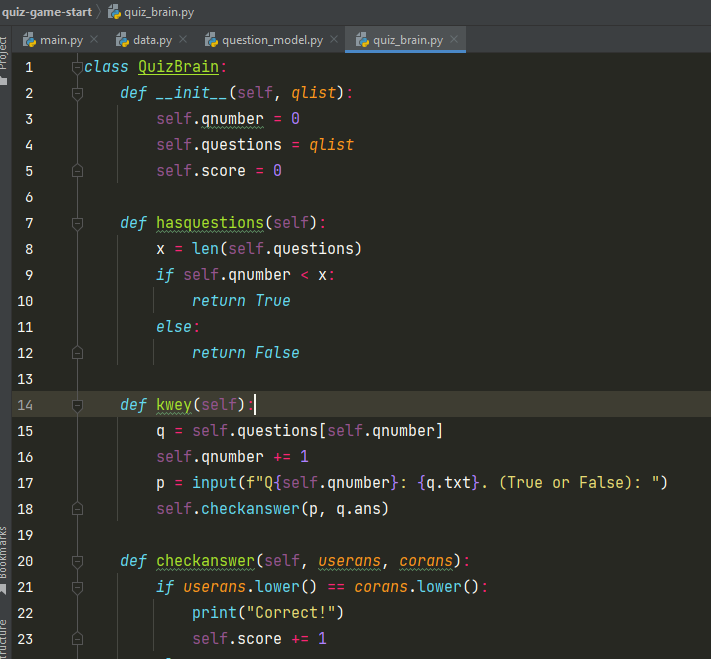 quiz-game-start quiz_brain.py
main.py data.py question_model.py quiz_brain.py
Project
1 class QuizBrain:
2 def __init__(self, qlist):
3 self.qnumber = 0
4 self.questions = qlist
5 self.score = 0
6
7 def hasquestions(self):
8 x = len(self.questions)
9 if self.qnumber < x:
10 return True
11 else:
12 return False
13
14 def kwey(self):
15 q = self.questions[self.qnumber]
16 self.qnumber += 1
17 p = input(f"Q{self.qnumber}: {q.txt}. (True or False): ")
18 self.checkanswer(p, q.ans)
19
20 def checkanswer(self, userans, corans):
21 if userans.lower() == corans.lower():
22 print("Correct!")
23 self.score += 1
Bookmarks